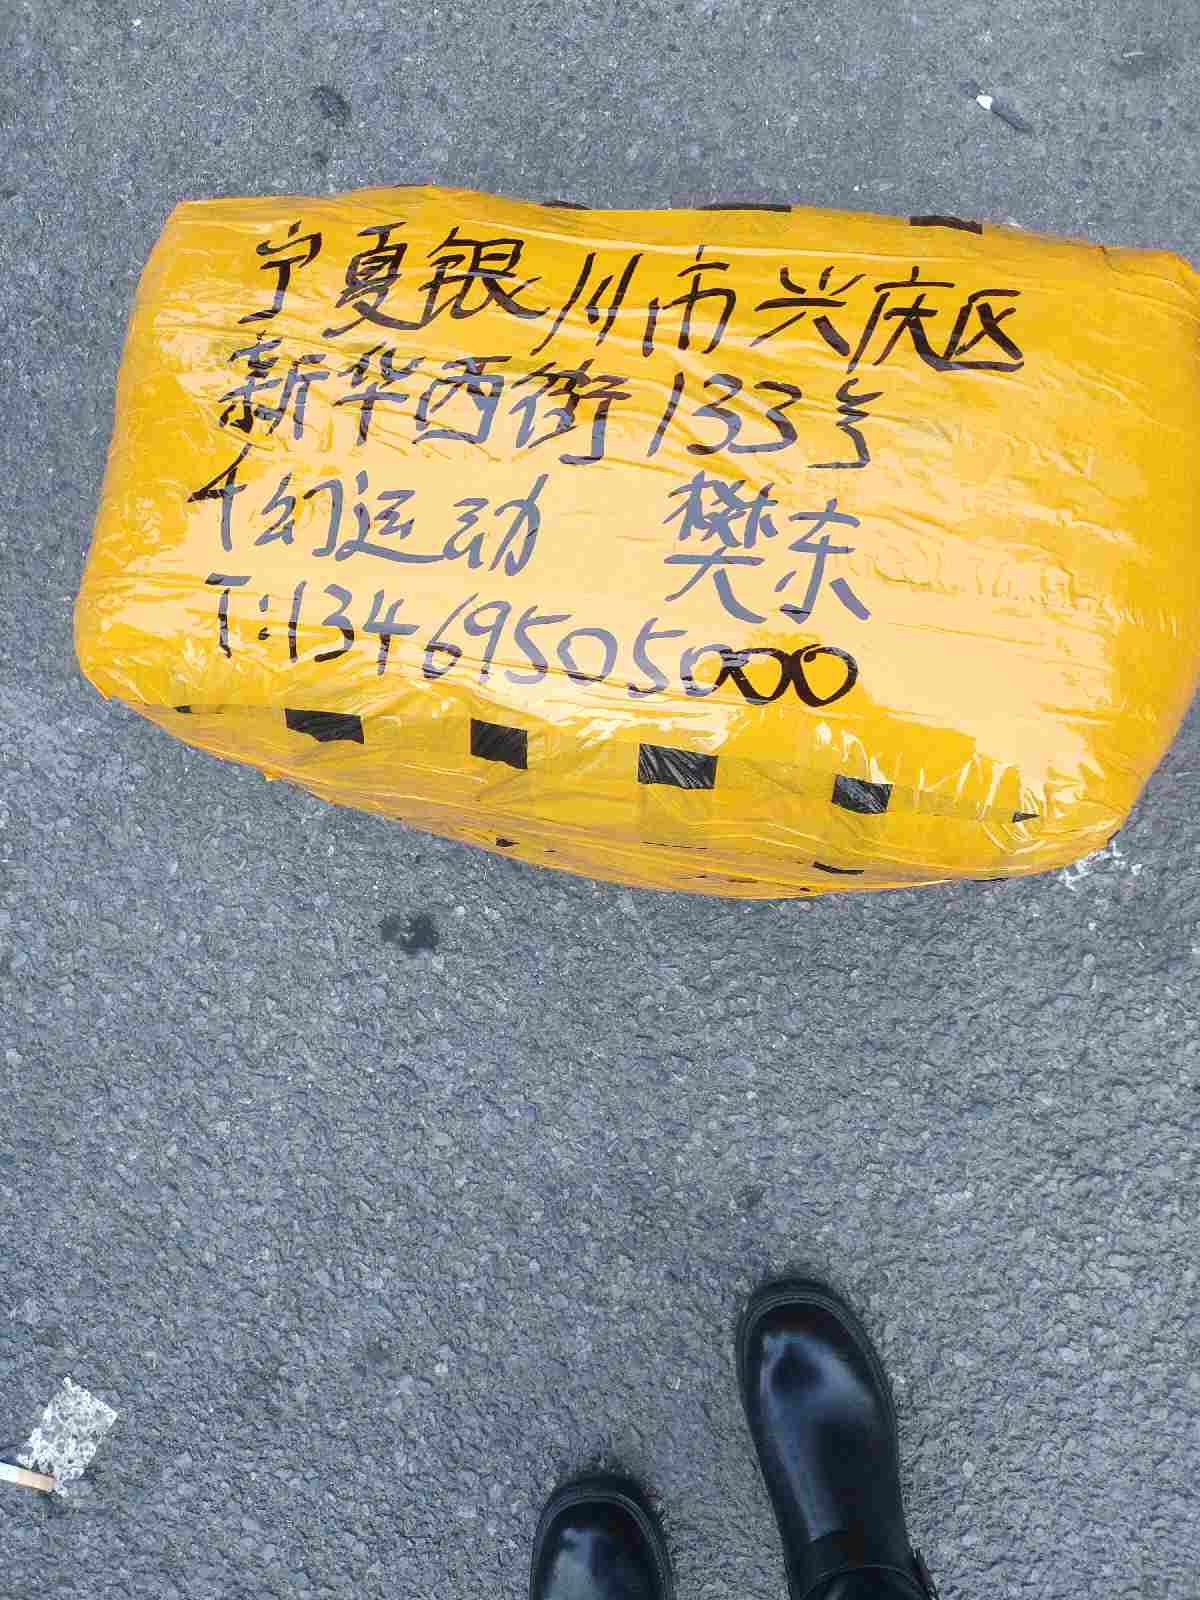 宁夏银川市兴庆区
新华西街133号
千幻运动 樊东
T:13469505000